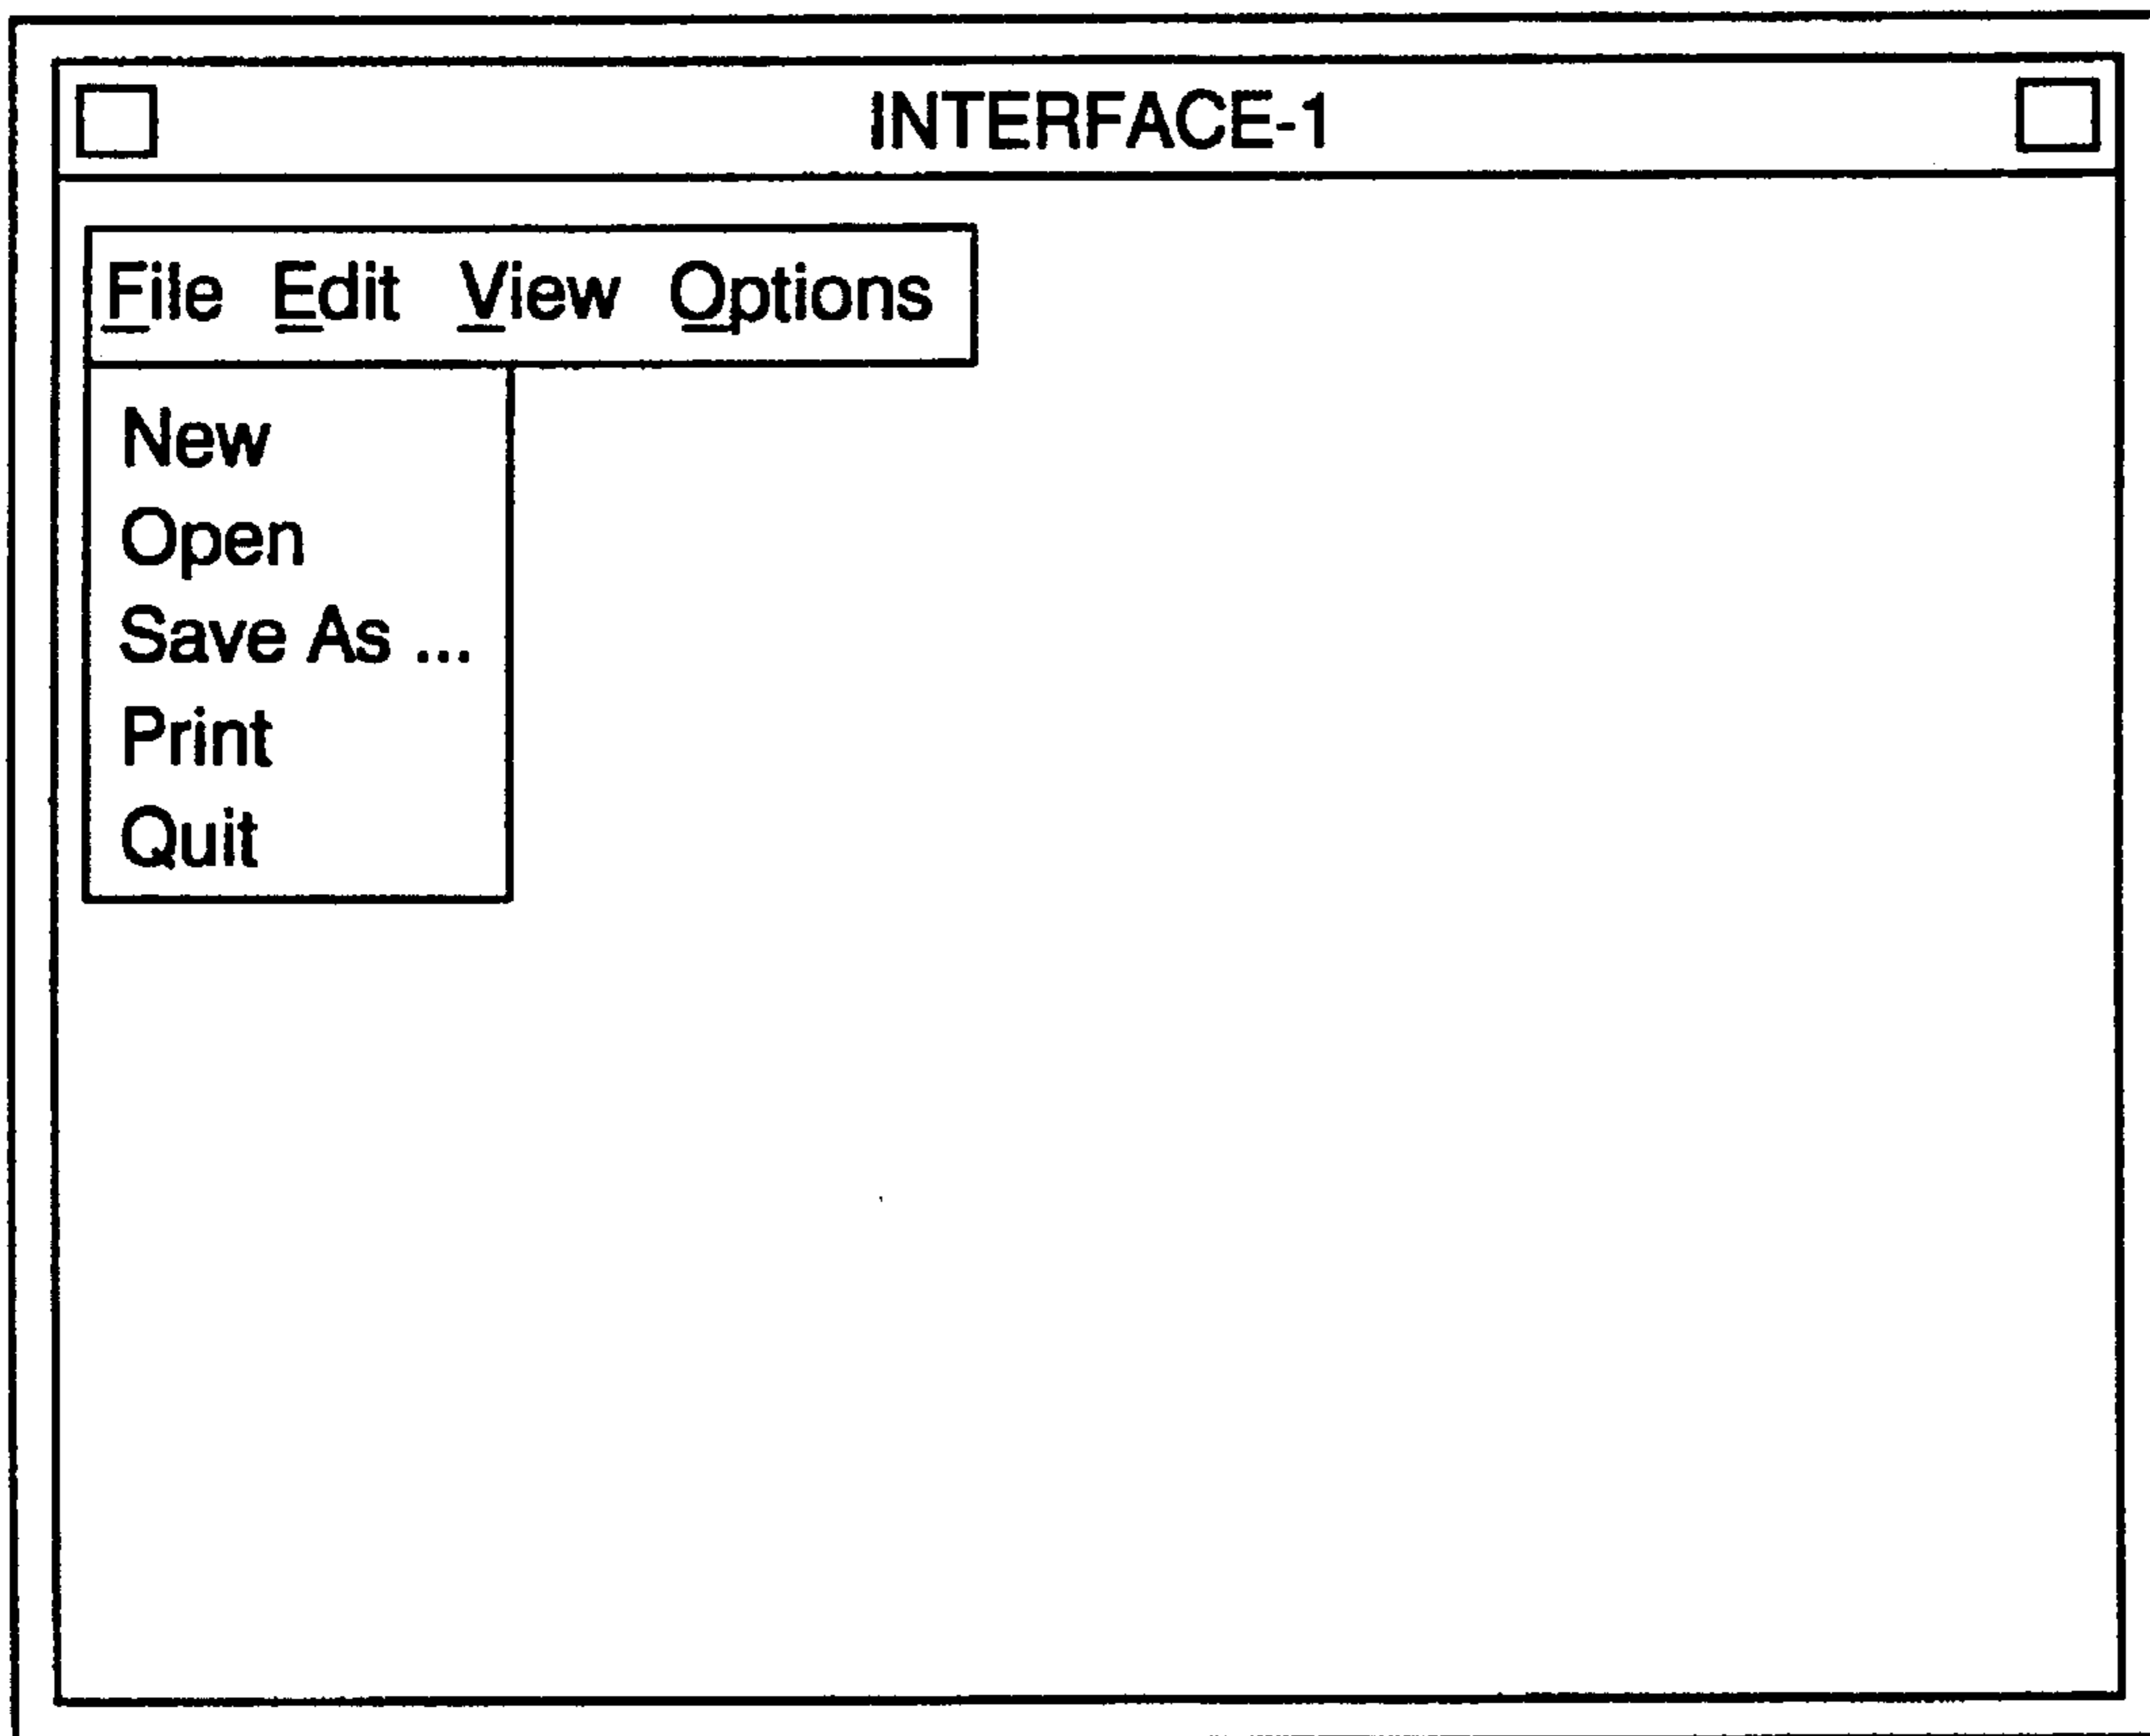 INTERFACE-1
File Edit View Options
New
Open
Save As ...
Print
Quit